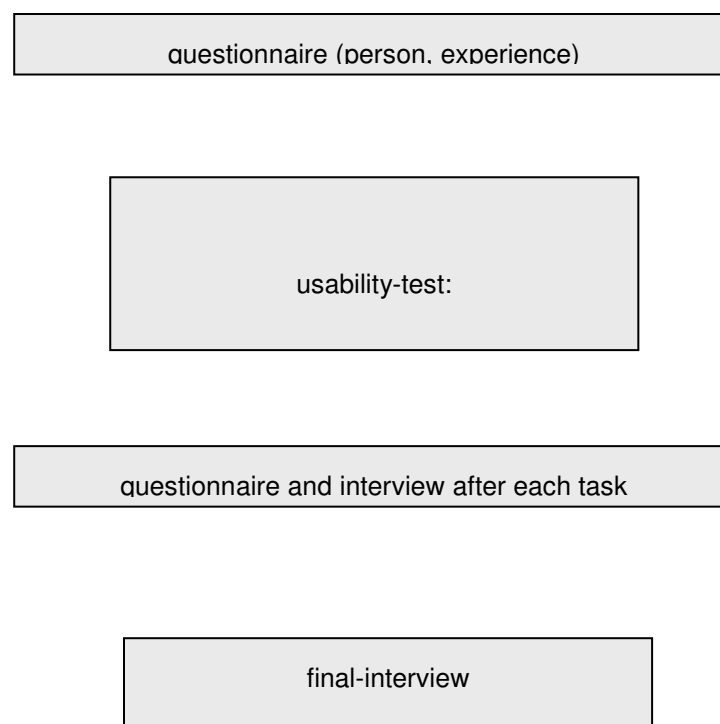 questionnaire (person, experience)
usability-test:
questionnaire and interview after each task
final-interview